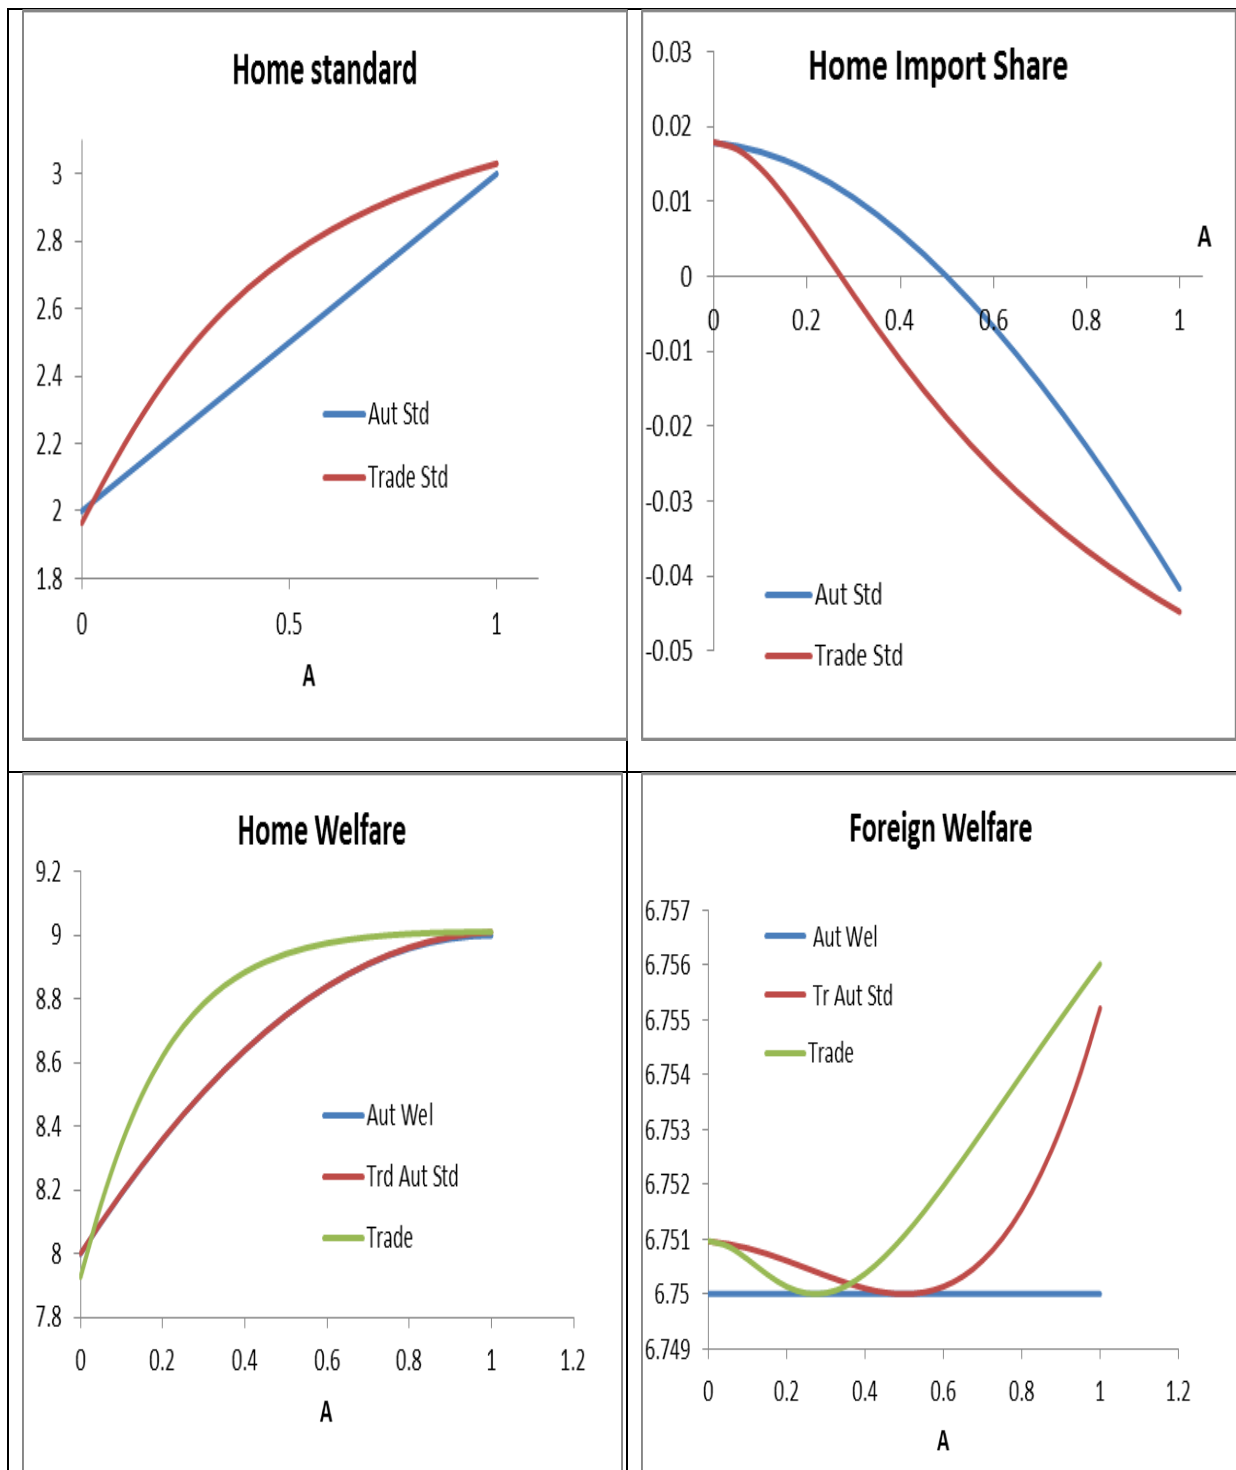 Home standard
3
2.8
2.6
2.4
2.2
2
1.8
0 0.5 1
A
Aut Std
Trade Std
Home Import Share
0.03
0.02
0.01
0
-0.01
-0.02
-0.03
-0.04
-0.05
0 0.2 0.4 0.6 0.8 1
A
Aut Std
Trade Std
Home Welfare
9.2
9
8.8
8.6
8.4
8.2
8
7.8
0 0.2 0.4 0.6 0.8 1 1.2
A
Aut Wel
Trd Aut Std
Trade
Foreign Welfare
6.757
6.756
6.755
6.754
6.753
6.752
6.751
6.75
6.749
0 0.2 0.4 0.6 0.8 1 1.2
A
Aut Wel
Tr Aut Std
Trade